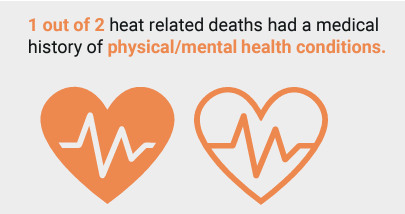 1 out of 2 heat related deaths had a medical
history of physical/mental health conditions.